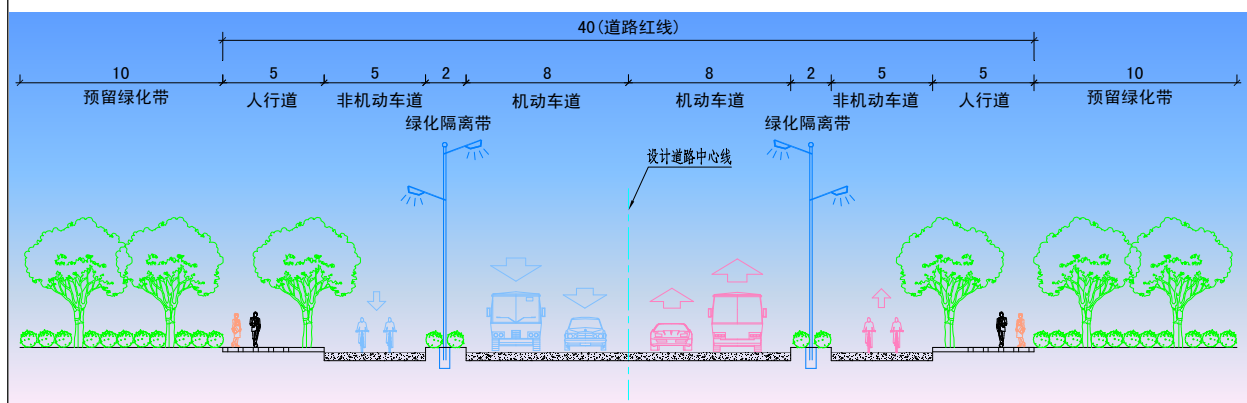 40(道路红线)
10 5 5 2 8 8 2 5 5 10
预留绿化带 人行道 非机动车道 机动车道 机动车道 非机动车道 人行道 预留绿化带
绿化隔离带 绿化隔离带
设计道路中心线